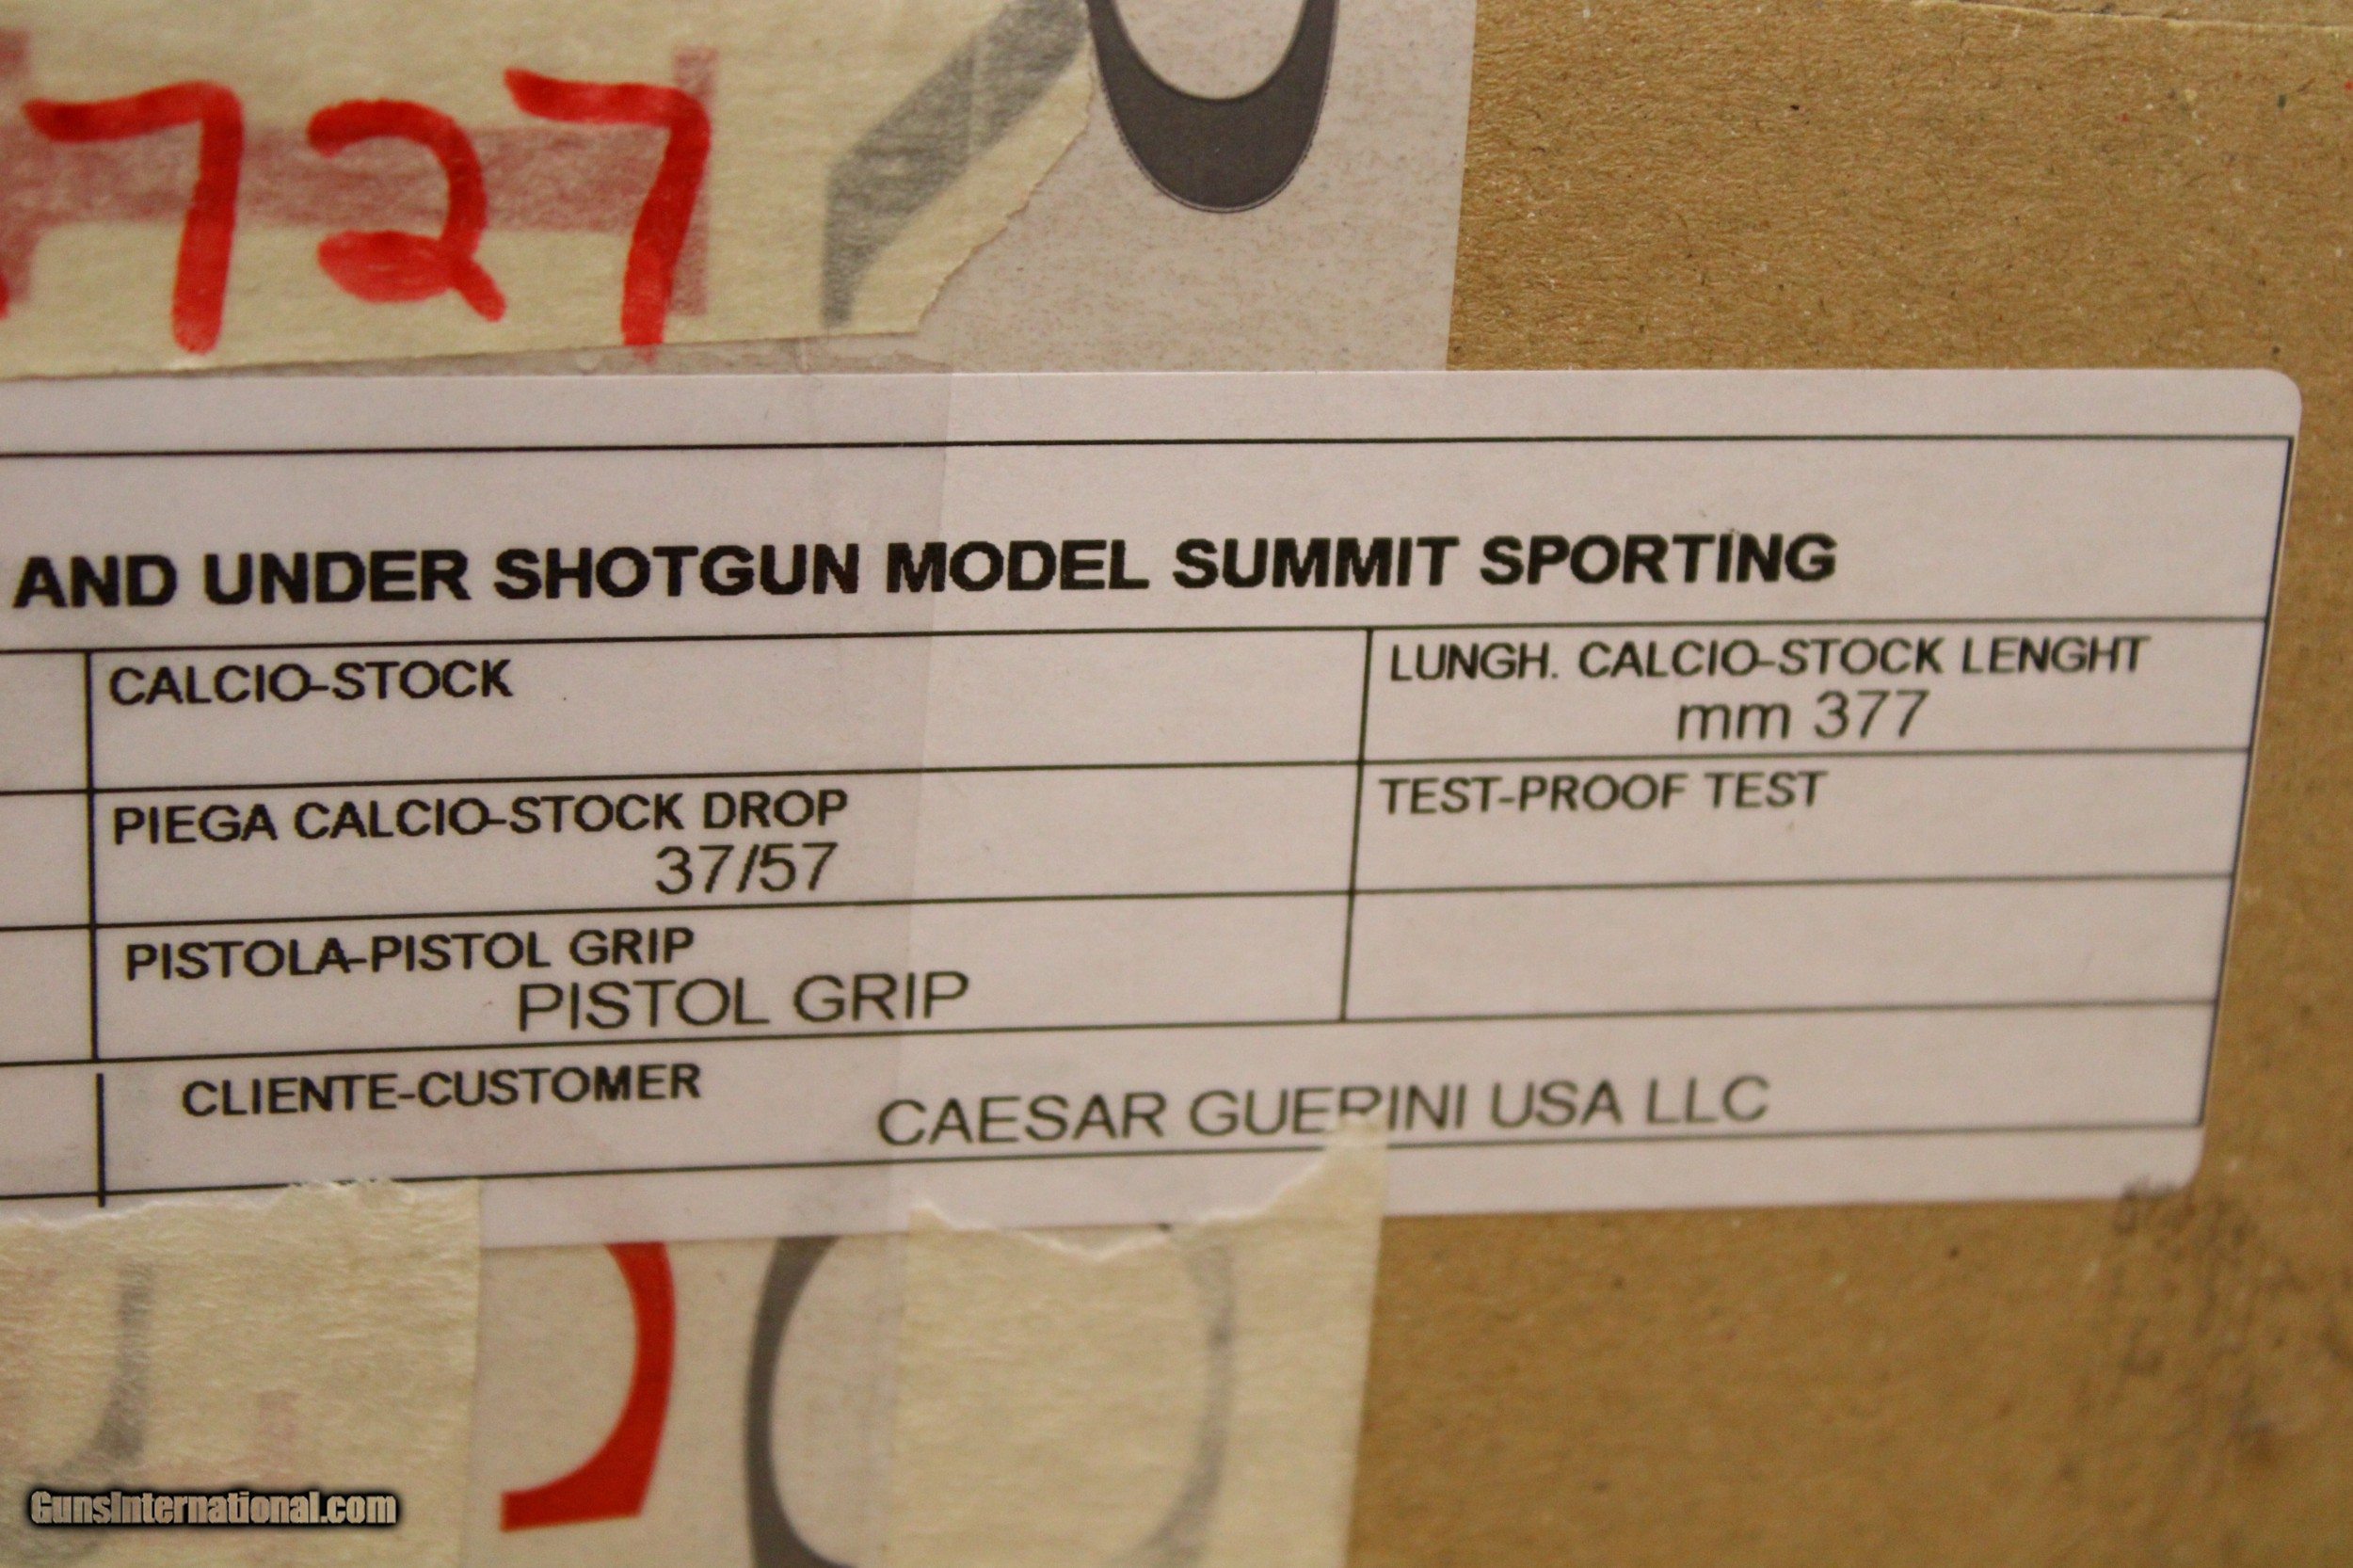 727
AND UNDER SHOTGUN MODEL SUMMIT SPORTING
CALCIO-STOCK
LUNGH. CALCIO-STOCK LENGHT
mm 377
PIEGA CALCIO-STOCK DROP
37/57
TEST-PROOF TEST
PISTOLA-PISTOL GRIP
PISTOL GRIP
CLIENTE-CUSTOMER
CAESAR GUERINI USA LLC
GunsInternational.com